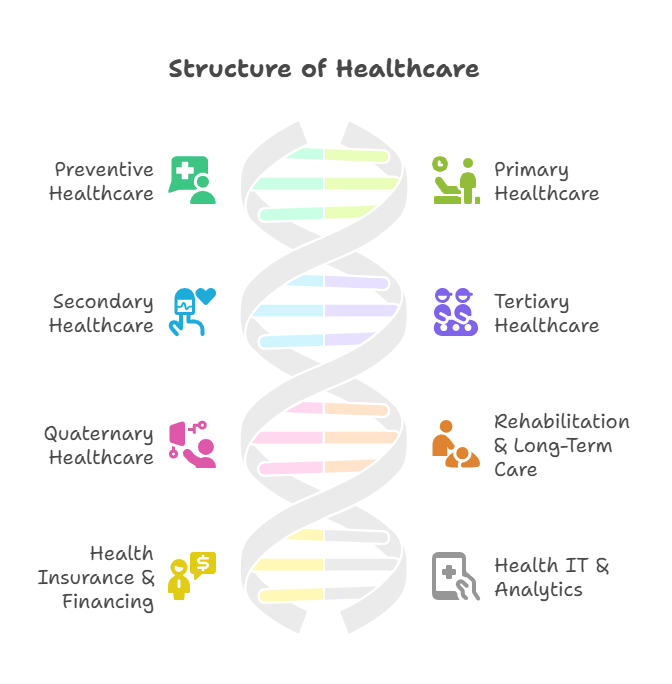 Structure of Healthcare
Preventive
Healthcare
Primary
Healthcare
Secondary
Healthcare
Tertiary
Healthcare
Quaternary
Healthcare
Rehabilitation
& Long-Term
Care
Health
Insurance &
Financing
Health IT &
Analytics
$